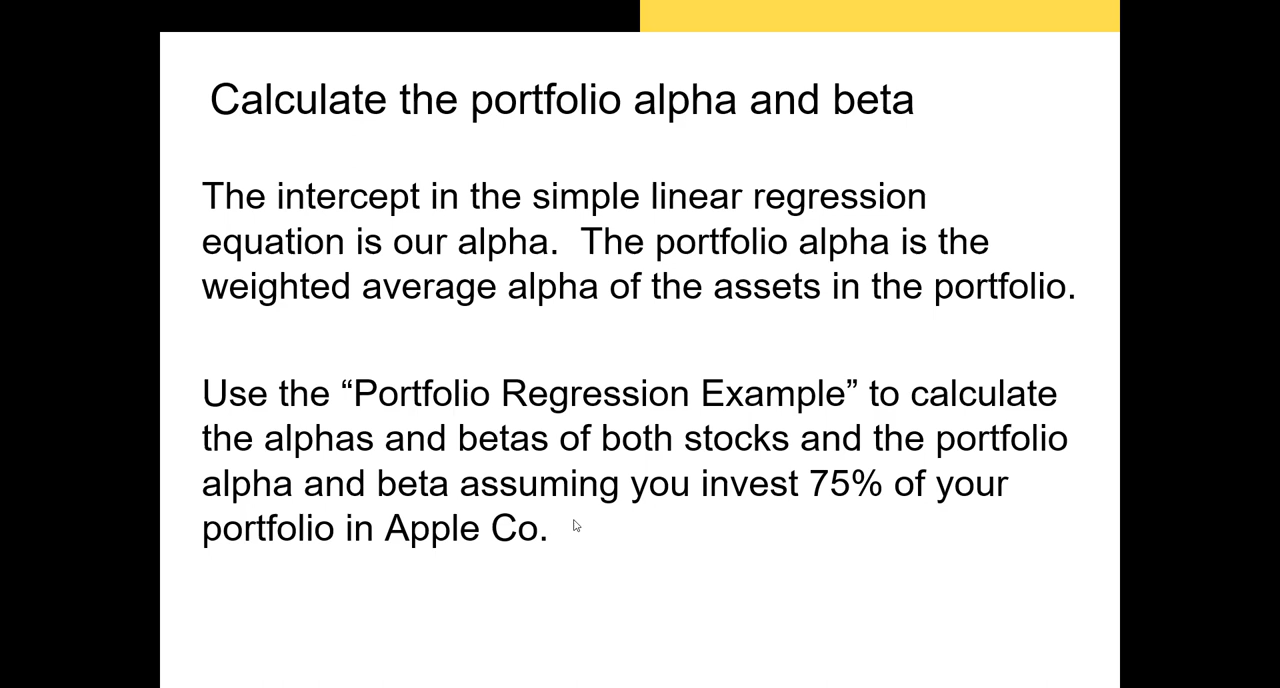 Calculate the portfolio alpha and beta
The intercept in the simple linear regression
equation is our alpha.  The portfolio alpha is the
weighted average alpha of the assets in the portfolio.
Use the “Portfolio Regression Example” to calculate
the alphas and betas of both stocks and the portfolio
alpha and beta assuming you invest 75% of your
portfolio in Apple Co.